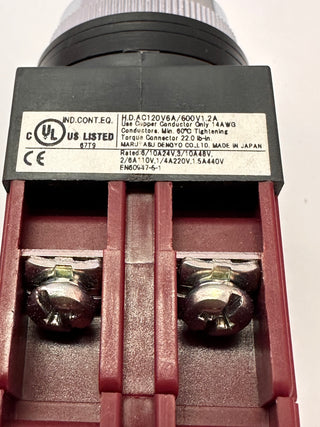 IND.CONT.EQ.
C UL US LISTED
67T9
CE
H.D.AC120V6A/600V1.2A
Use Copper Conductor Only 14AWG
Conductors. Min. 60℃ Tightening
Torque Connector 22.0 lb-in
MARUYASU DENGYO CO.,LTD. MADE IN JAPAN
Rated:6/10A24V,3/10A48V,
2/6A110V,1/4A220V,1.5A440V
EN60947-5-1